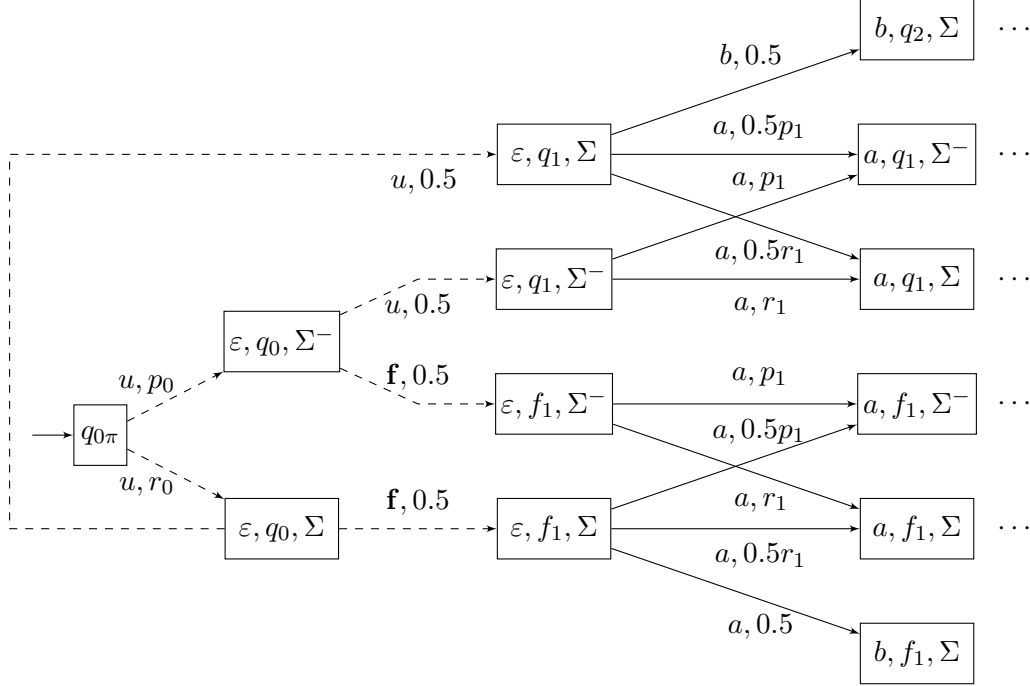 b, q₂, Σ ⋯
b, 0.5
a, 0.5p₁
ε, q₁, Σ
a, q₁, Σ⁻ ⋯
u, 0.5
a, p₁
a, 0.5r₁
ε, q₁, Σ⁻
a, q₁, Σ ⋯
u, 0.5
a, r₁
ε, q₀, Σ⁻
u, p₀
f, 0.5
a, p₁
ε, f₁, Σ⁻
a, f₁, Σ⁻ ⋯
q₀π
a, 0.5p₁
u, r₀
f, 0.5
a, r₁
ε, q₀, Σ
ε, f₁, Σ
a, f₁, Σ ⋯
a, 0.5r₁
a, 0.5
b, f₁, Σ